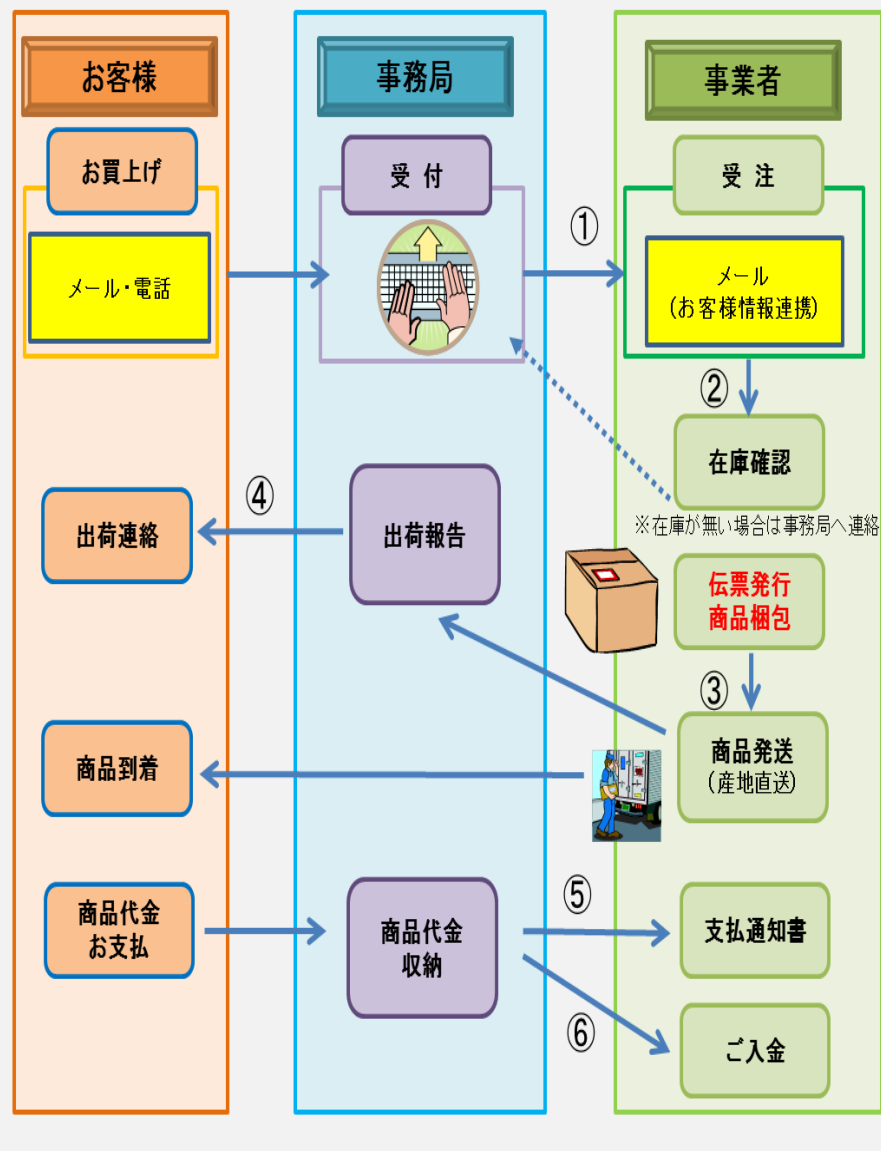 お客様
事務局
事業者
お買上げ
受 付
受 注
①
メール・電話
メール
(お客様情報連携)
②
在庫確認
※在庫が無い場合は事務局へ連絡
④
出荷連絡
出荷報告
伝票発行
商品梱包
③
商品到着
商品発送
(産地直送)
商品代金
お支払
商品代金
収納
⑤
支払通知書
⑥
ご入金